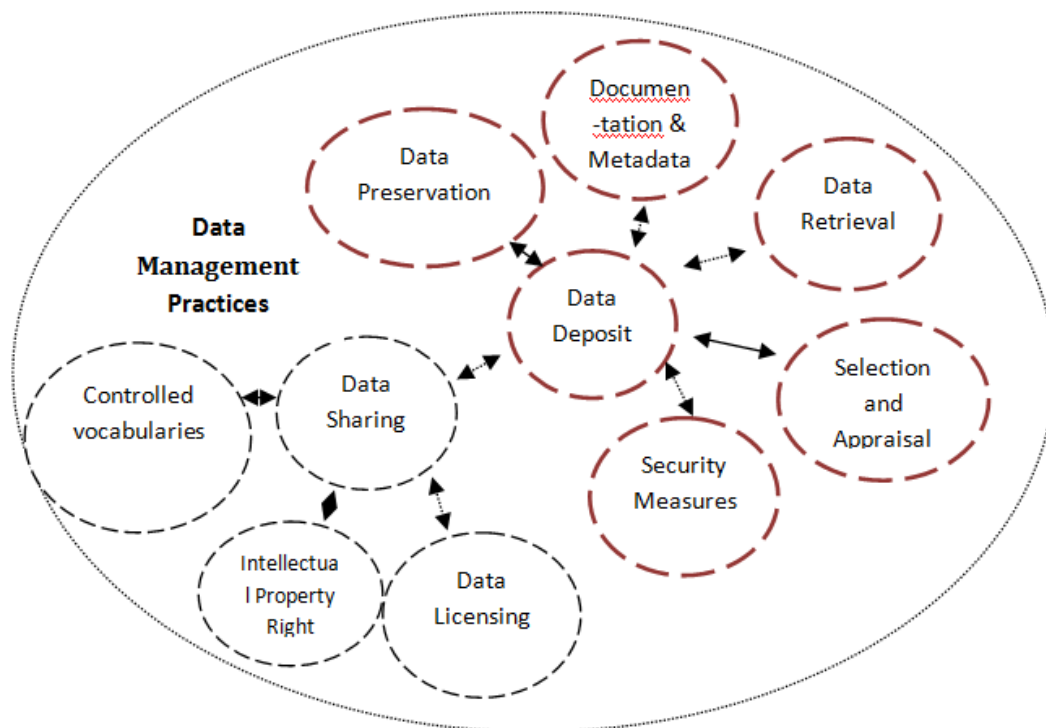 Documen
-tation &
Metadata
Data
Preservation
Data
Retrieval
Data
Management
Practices
Data
Deposit
Selection
and
Appraisal
Controlled
vocabularies
Data
Sharing
Security
Measures
Intellectua
l Property
Right
Data
Licensing